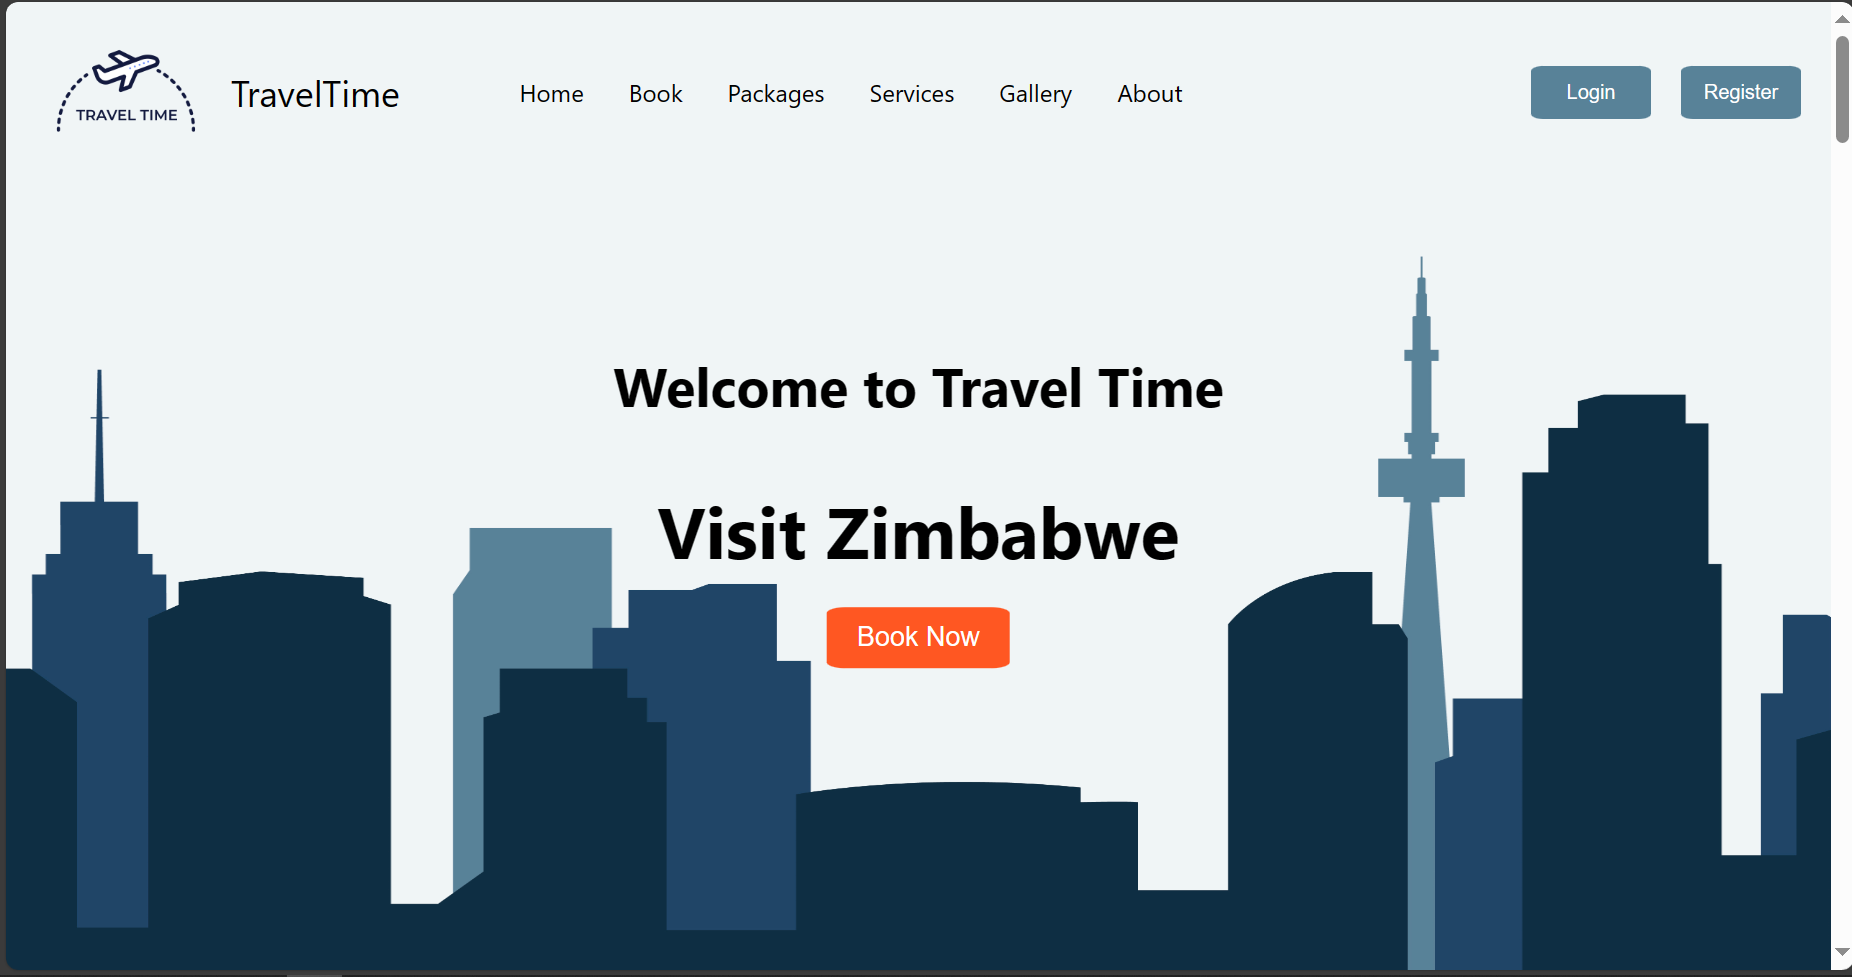 TRAVEL TIME
TravelTime
Home Book Packages Services Gallery About
Login Register
Welcome to Travel Time
Visit Zimbabwe
Book Now